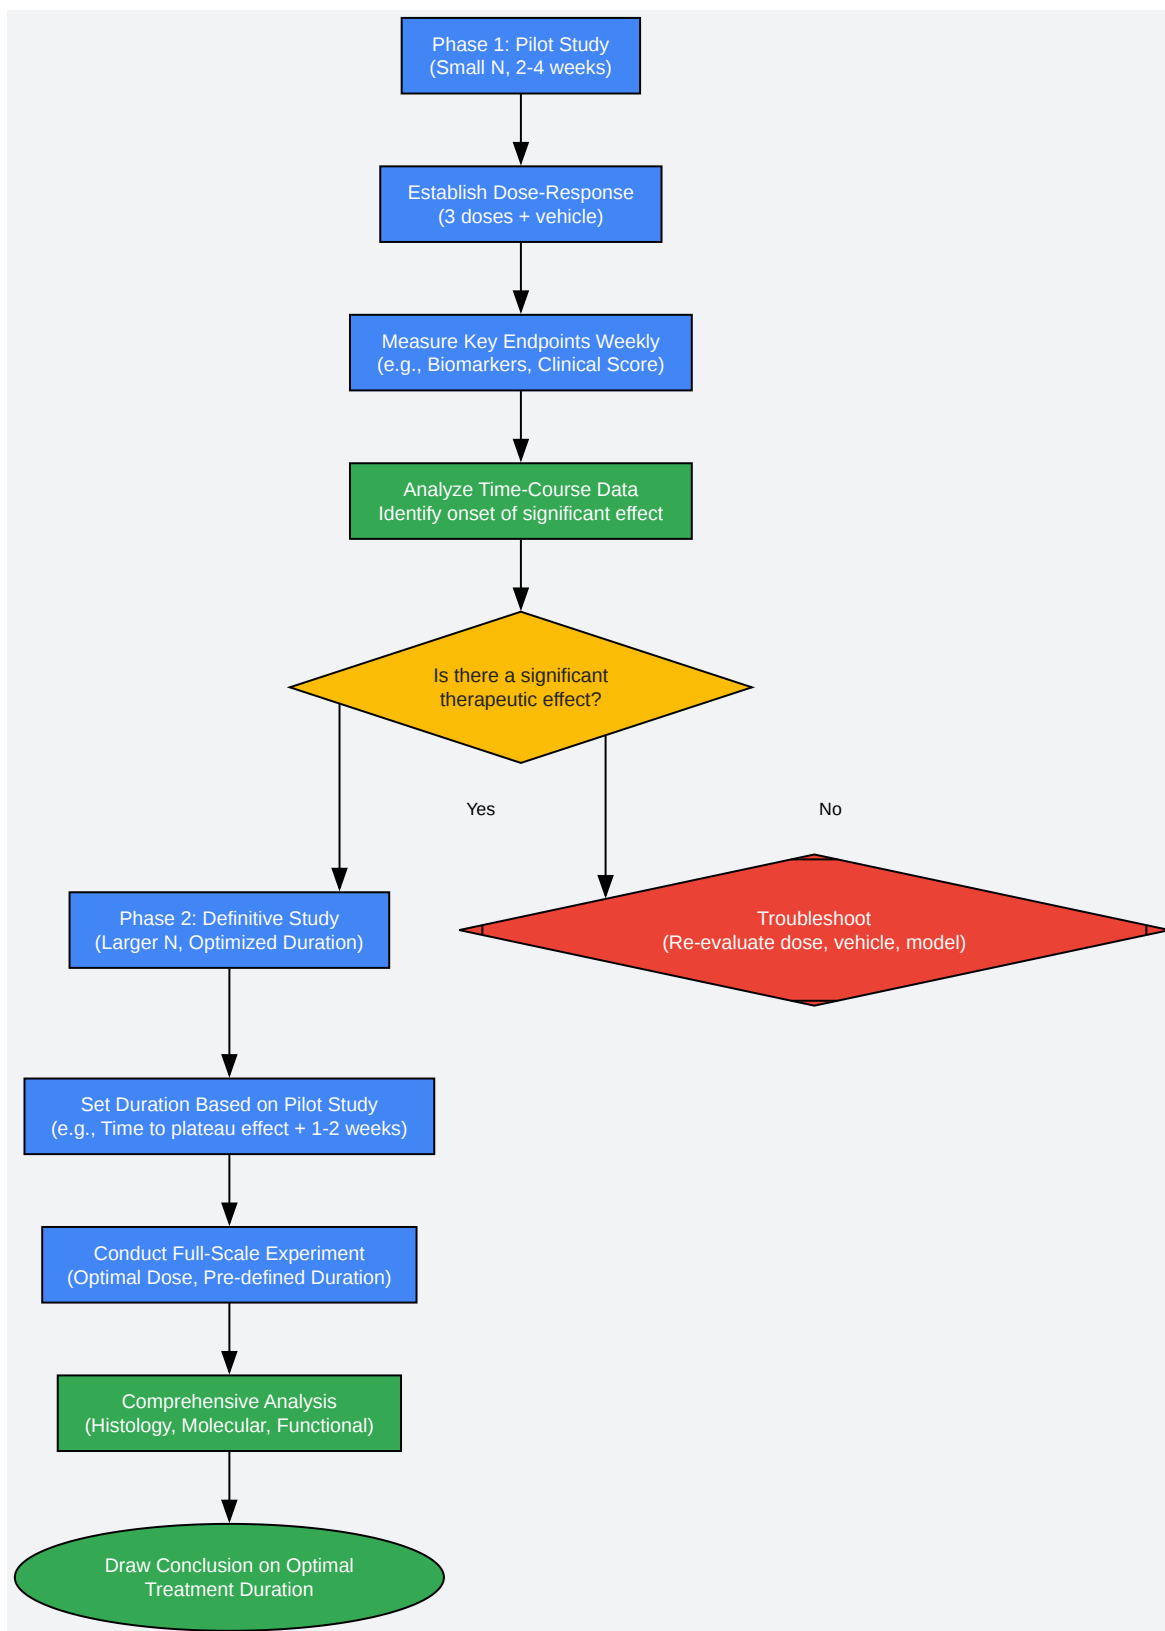 Phase 1: Pilot Study
(Small N, 2-4 weeks)
Establish Dose-Response
(3 doses + vehicle)
Measure Key Endpoints Weekly
(e.g., Biomarkers, Clinical Score)
Analyze Time-Course Data
Identify onset of significant effect
Is there a significant
therapeutic effect?
Yes
No
Phase 2: Definitive Study
(Larger N, Optimized Duration)
Troubleshoot
(Re-evaluate dose, vehicle, model)
Set Duration Based on Pilot Study
(e.g., Time to plateau effect + 1-2 weeks)
Conduct Full-Scale Experiment
(Optimal Dose, Pre-defined Duration)
Comprehensive Analysis
(Histology, Molecular, Functional)
Draw Conclusion on Optimal
Treatment Duration